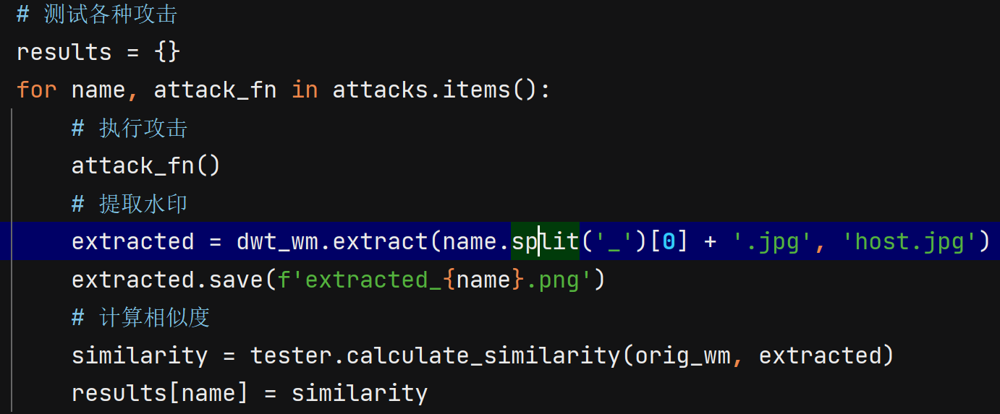 # 测试各种攻击
results = {}
for name, attack_fn in attacks.items():
    # 执行攻击
    attack_fn()
    # 提取水印
    extracted = dwt_wm.extract(name.split('_')[0] + '.jpg', 'host.jpg')
    extracted.save(f'extracted_{name}.png')
    # 计算相似度
    similarity = tester.calculate_similarity(orig_wm, extracted)
    results[name] = similarity